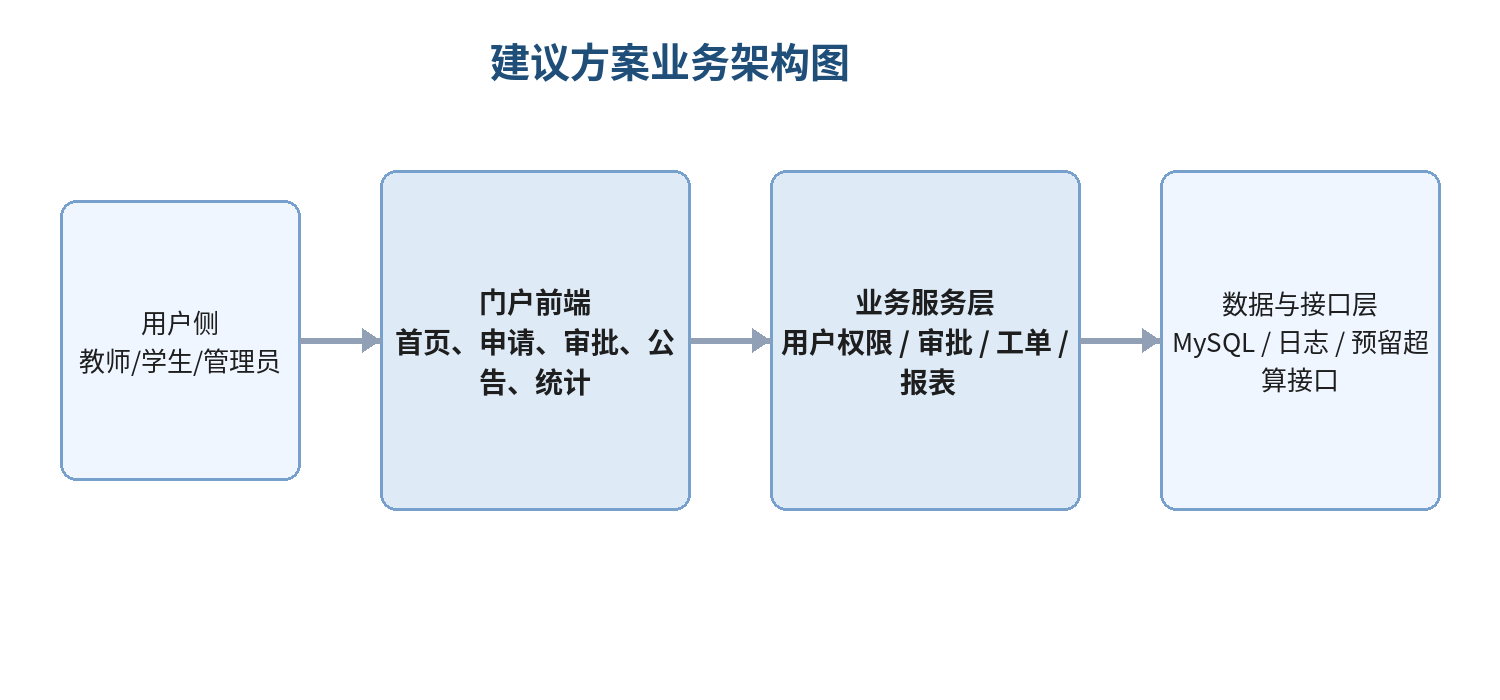 建议方案业务架构图
用户侧
教师/学生/管理员
门户前端
首页、申请、审批、公
告、统计
业务服务层
用户权限 / 审批 / 工单 /
报表
数据与接口层
MySQL / 日志 / 预留超
算接口